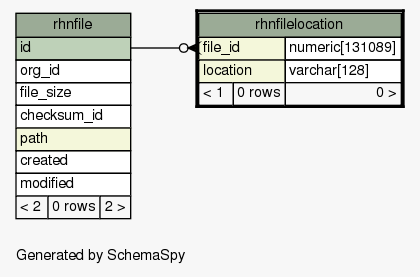 rhnfile
id
org_id
file_size
checksum_id
path
created
modified
< 2 0 rows 2 >
rhnfilelocation
file_id numeric[131089]
location varchar[128]
< 1 0 rows 0 >
Generated by SchemaSpy